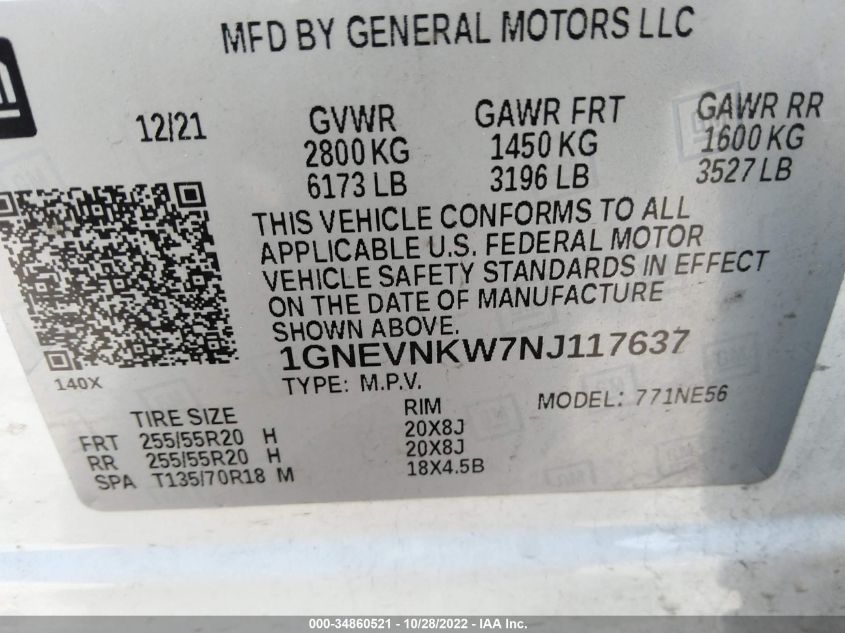 MFD BY GENERAL MOTORS LLC
12/21 GVWR GAWR FRT GAWR RR
2800 KG 1450 KG 1600 KG
6173 LB 3196 LB 3527 LB
THIS VEHICLE CONFORMS TO ALL
APPLICABLE U.S. FEDERAL MOTOR
VEHICLE SAFETY STANDARDS IN EFFECT
ON THE DATE OF MANUFACTURE
SHOWN ABOVE.
1GNEVNKW7NJ117637
140X
TYPE: M.P.V. MODEL: 771NE56
TIRE SIZE RIM
FRT 255/55R20 H 20X8J
RR 255/55R20 H 20X8J
SPA T135/70R18 M 18X4.5B
000-34860521 - 10/28/2022 - IAA Inc.